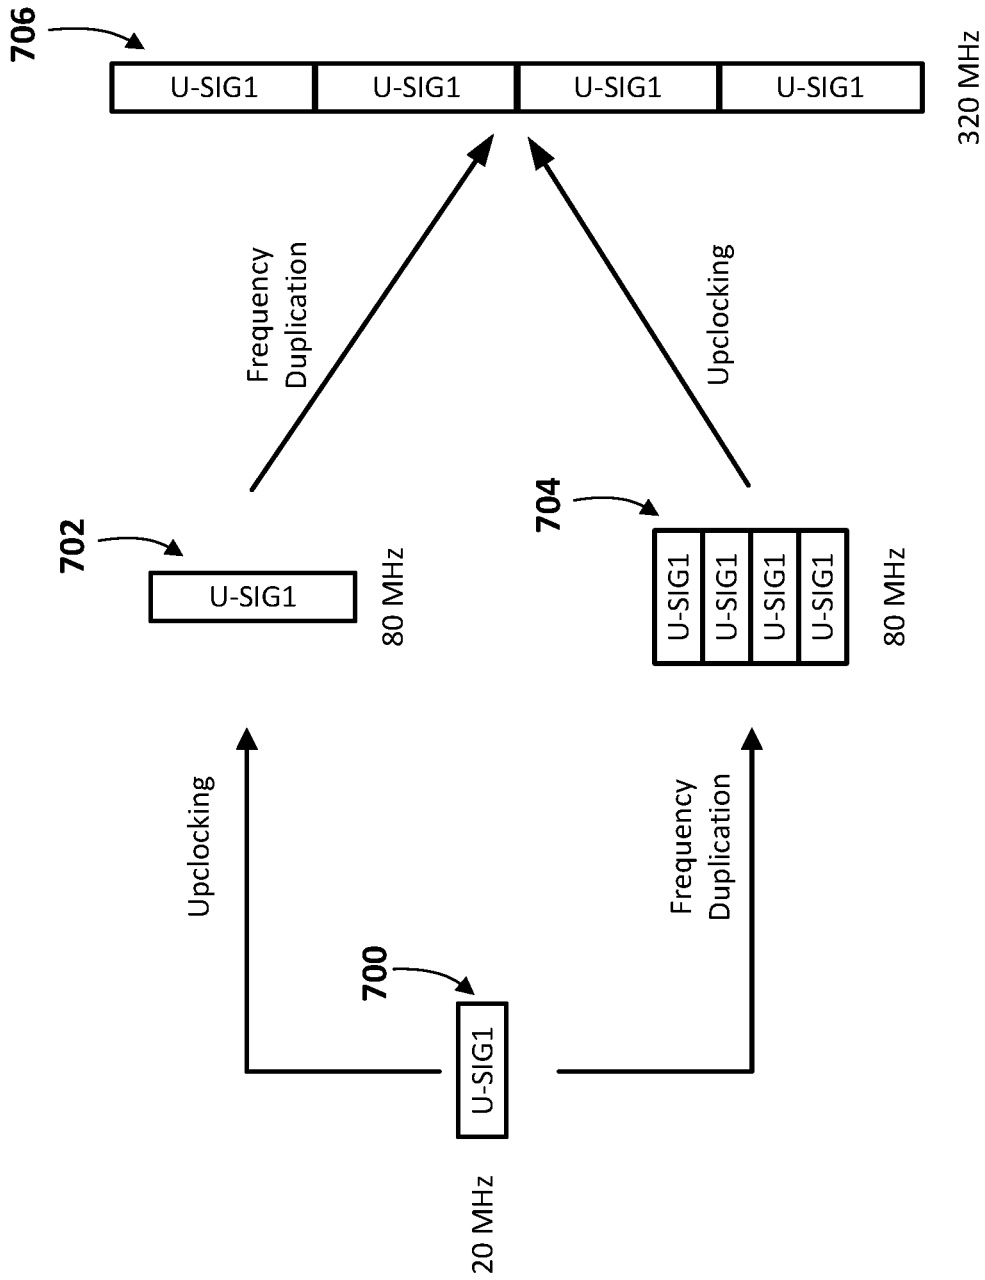 706
U-SIG1
U-SIG1
U-SIG1
U-SIG1
320 MHz
Frequency
Duplication
Upclocking
702
U-SIG1
80 MHz
704
U-SIG1
U-SIG1
U-SIG1
U-SIG1
80 MHz
Upclocking
Frequency
Duplication
700
U-SIG1
20 MHz